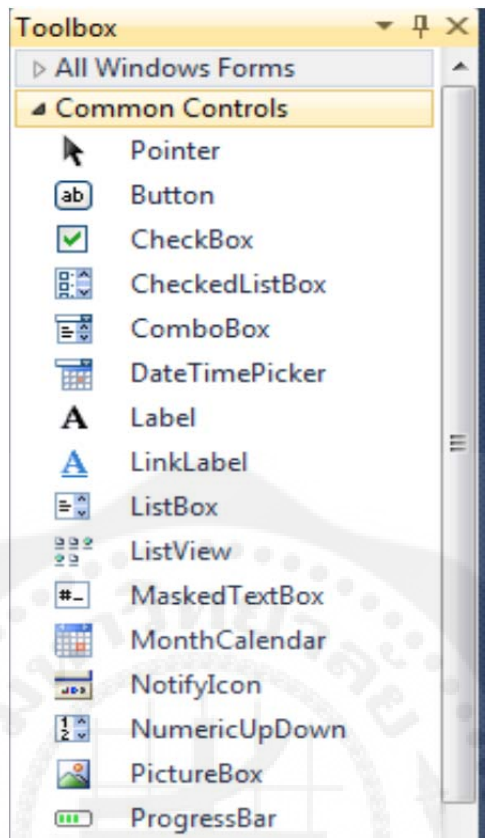 Toolbox
All Windows Forms
Common Controls
Pointer
Button
CheckBox
CheckedListBox
ComboBox
DateTimePicker
Label
LinkLabel
ListBox
ListView
MaskedTextBox
MonthCalendar
NotifyIcon
NumericUpDown
PictureBox
ProgressBar